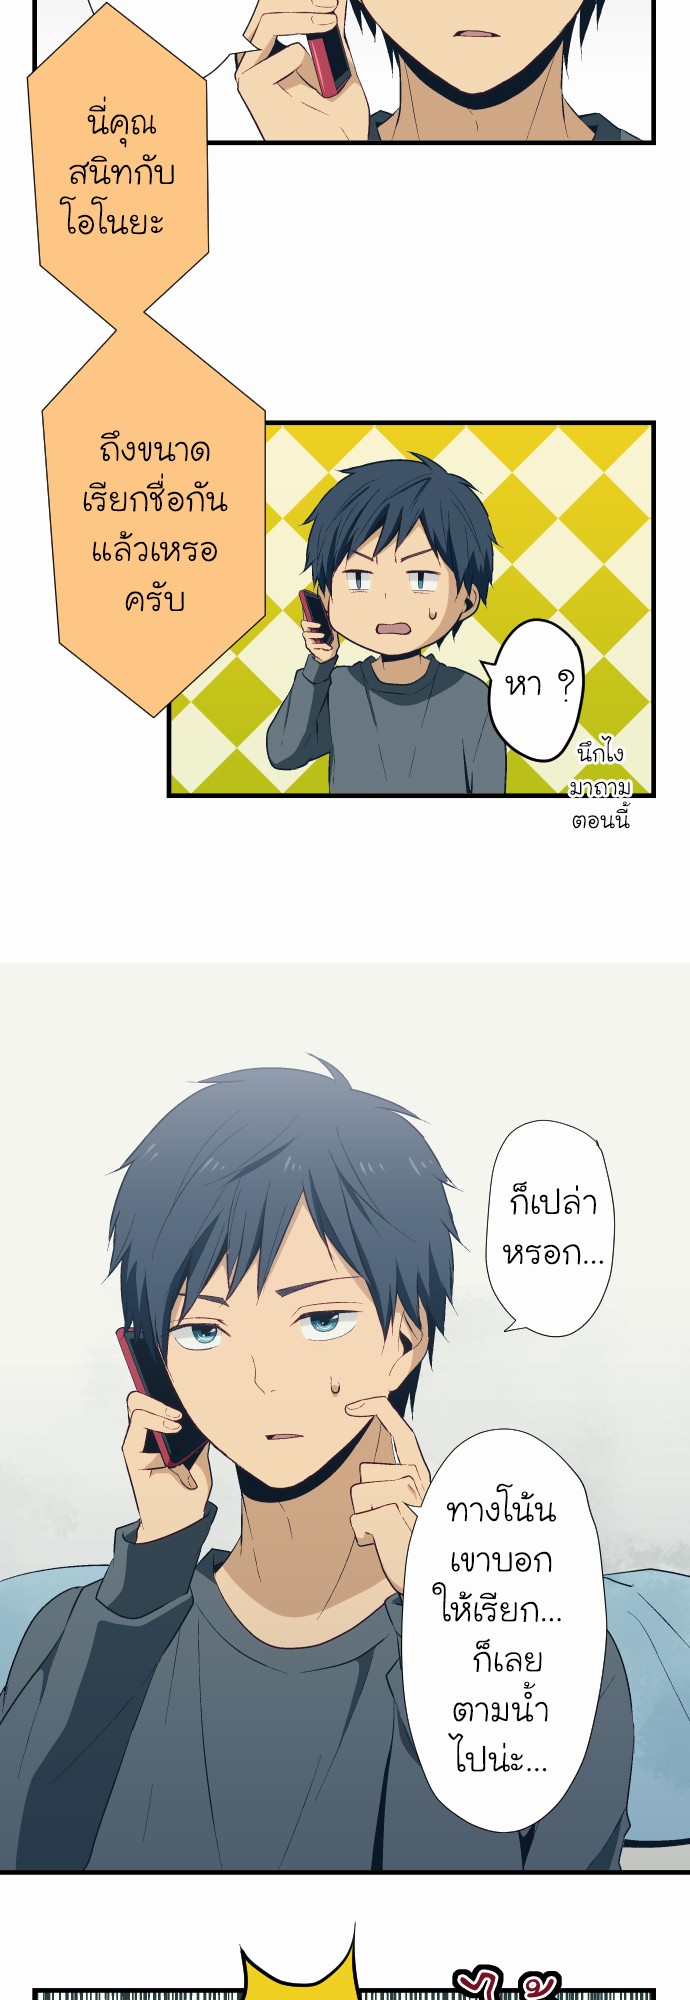 นี่คุณ
สนิทกับ
โอโนยะ
ถึงขนาด
เรียกชื่อกัน
แล้วเหรอ
ครับ
หา ?
นึกไง
มาถาม
ตอนนี้
ก็เปล่า
หรอก...
ทางโน้น
เขาบอก
ให้เรียก...
ก็เลย
ตามน้ำ
ไปน่ะ...